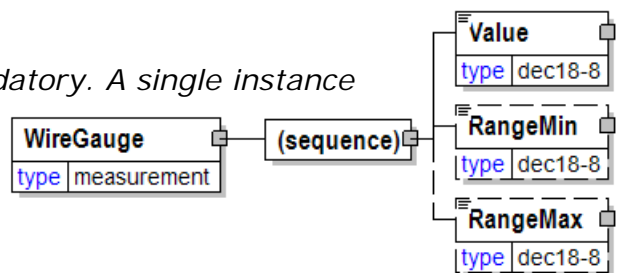 Value
type dec18-8
datory. A single instance
WireGauge
type measurement
(sequence)
RangeMin
type dec18-8
RangeMax
type dec18-8